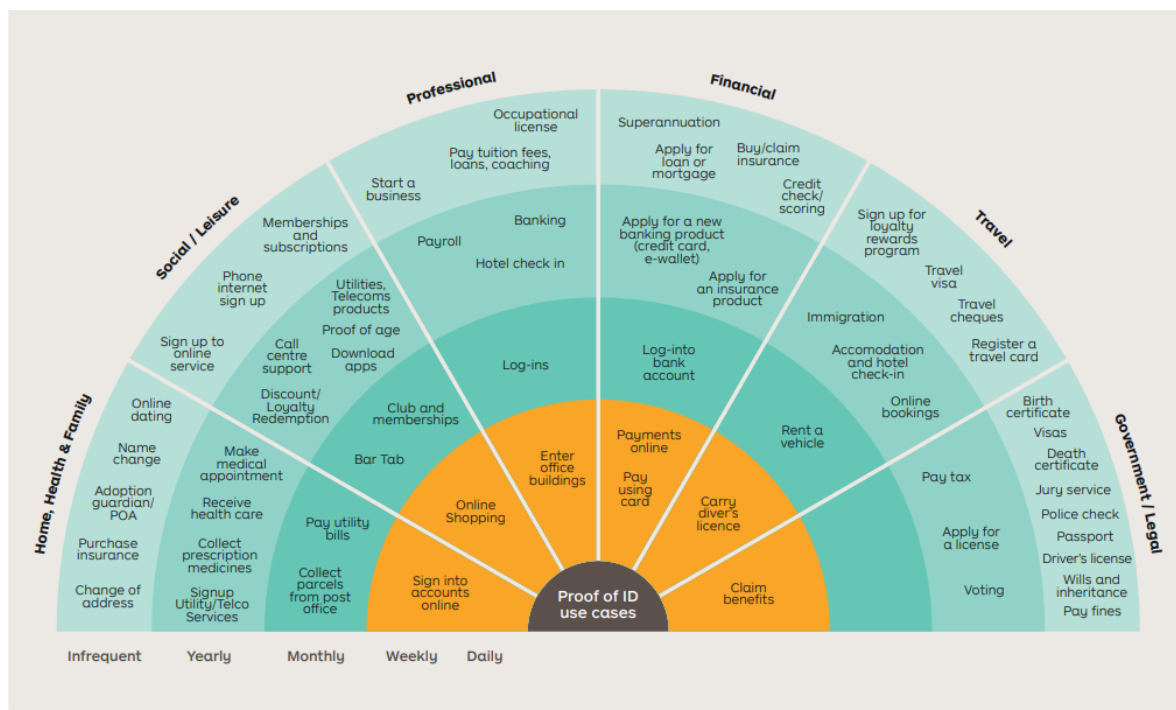 Professional
Financial
Social / Leisure
Travel
Home, Health & Family
Government / Legal
Online
dating
Name
change
Adoption
guardian/
POA
Purchase
insurance
Change of
address
Make
medical
appointment
Receive
health care
Collect
prescription
medicines
Signup
Utility/Telco
Services
Pay utility
bills
Collect
parcels
from post
office
Sign into
accounts
online
Memberships
and
subscriptions
Phone
internet
sign up
Sign up to
online
service
Utilities,
Telecoms
products
Proof of age
Call
centre
support
Download
apps
Discount/
Loyalty
Redemption
Club and
memberships
Bar Tab
Online
Shopping
Occupational
license
Pay tuition fees,
loans, coaching
Start a
business
Banking
Payroll
Hotel check in
Log-ins
Enter
office
buildings
Superannuation
Apply for
loan or
mortgage
Buy/claim
insurance
Credit
check/
scoring
Apply for a new
banking product
(credit card,
e-wallet)
Apply for
an insurance
product
Log-into
bank
account
Payments
online
Pay
using
card
Sign up for
loyalty
rewards
program
Travel
visa
Travel
cheques
Register a
travel card
Immigration
Accomodation
and hotel
check-in
Online
bookings
Rent a
vehicle
Carry
diver's
licence
Birth
certificate
Visas
Death
certificate
Jury service
Police check
Passport
Driver's license
Wills and
inheritance
Pay fines
Pay tax
Apply for
a license
Voting
Claim
benefits
Proof of ID
use cases
Infrequent
Yearly
Monthly
Weekly
Daily